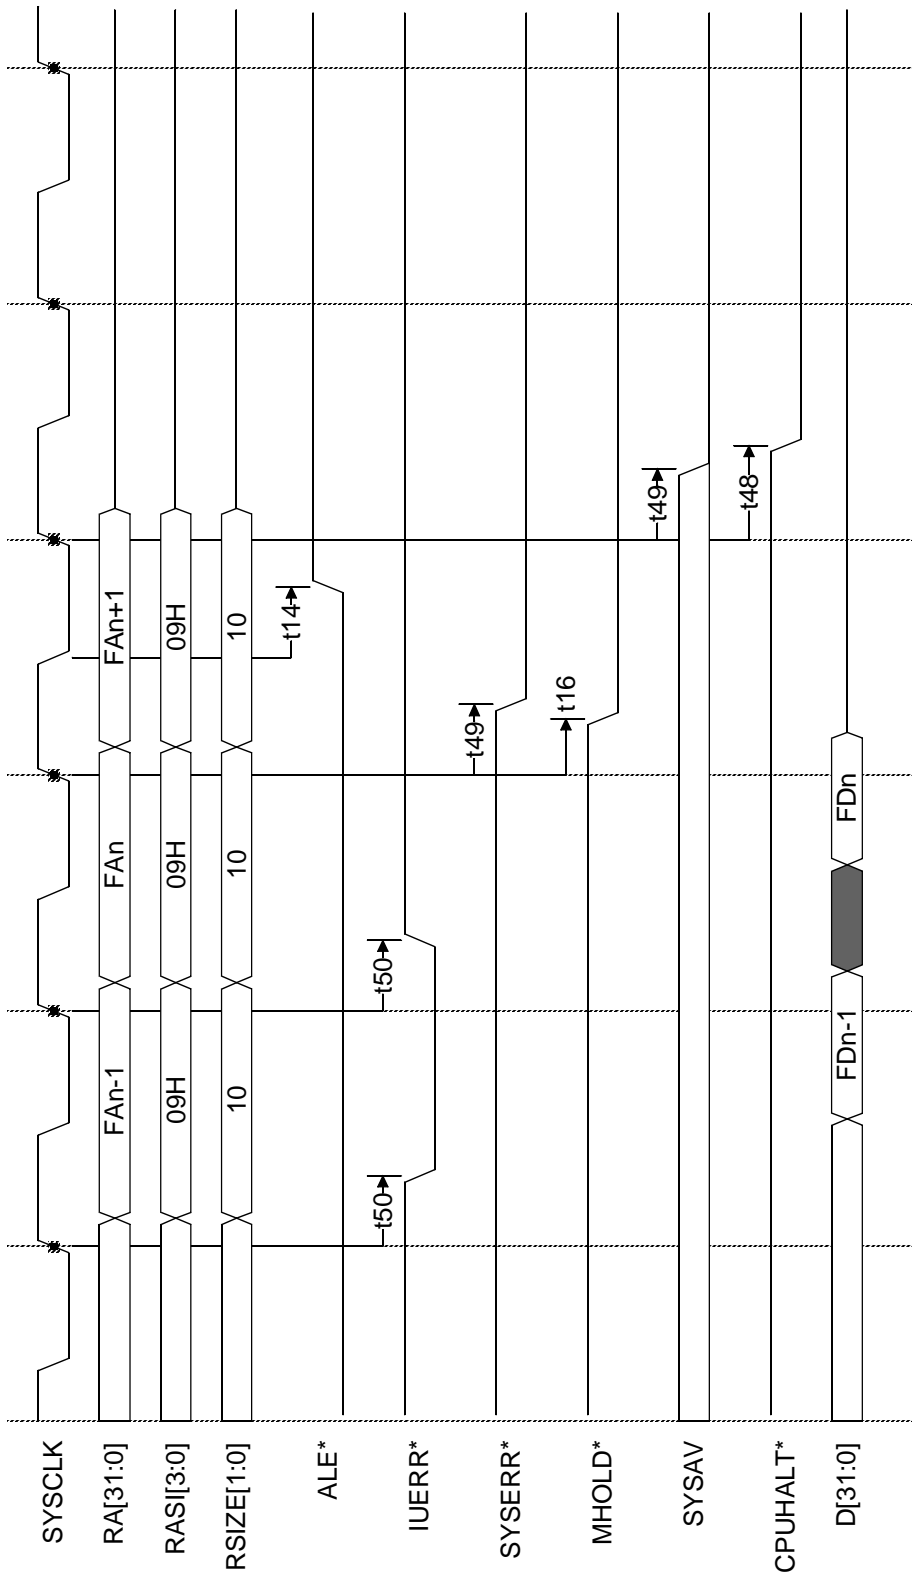 SYSCLK
RA[31:0] FAn-1 FAn FAn+1
RASI[3:0] 09H 09H 09H
RSIZE[1:0] 10 10 10
ALE* t14
IUERR* t50 t50
SYSERR* t49
MHOLD* t16
SYSAV t49
CPUHALT* t48
D[31:0] FDn-1 FDn